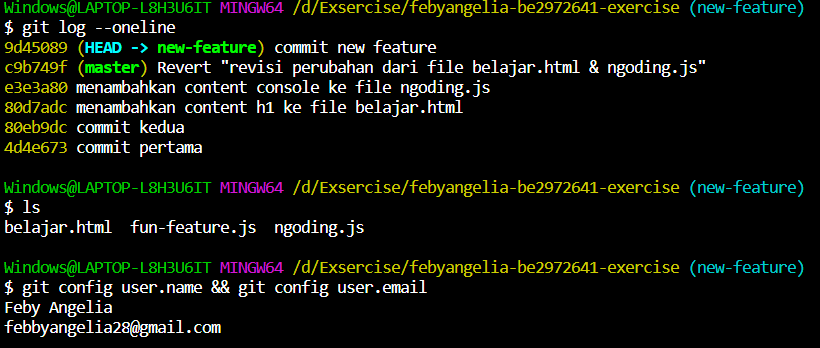 Windows@LAPTOP-L8H3U6IT MINGW64 /d/Exsercise/febyangelia-be2972641-exercise (new-feature)
$ git log --oneline
9d45089 (HEAD -> new-feature) commit new feature
c9b749f (master) Revert "revisi perubahan dari file belajar.html & ngoding.js"
e3e3a80 menambahkan content console ke file ngoding.js
80d7adc menambahkan content h1 ke file belajar.html
80eb9dc commit kedua
4d4e673 commit pertama
Windows@LAPTOP-L8H3U6IT MINGW64 /d/Exsercise/febyangelia-be2972641-exercise (new-feature)
$ ls
belajar.html  fun-feature.js  ngoding.js
Windows@LAPTOP-L8H3U6IT MINGW64 /d/Exsercise/febyangelia-be2972641-exercise (new-feature)
$ git config user.name && git config user.email
Feby Angelia
febbyangelia28@gmail.com